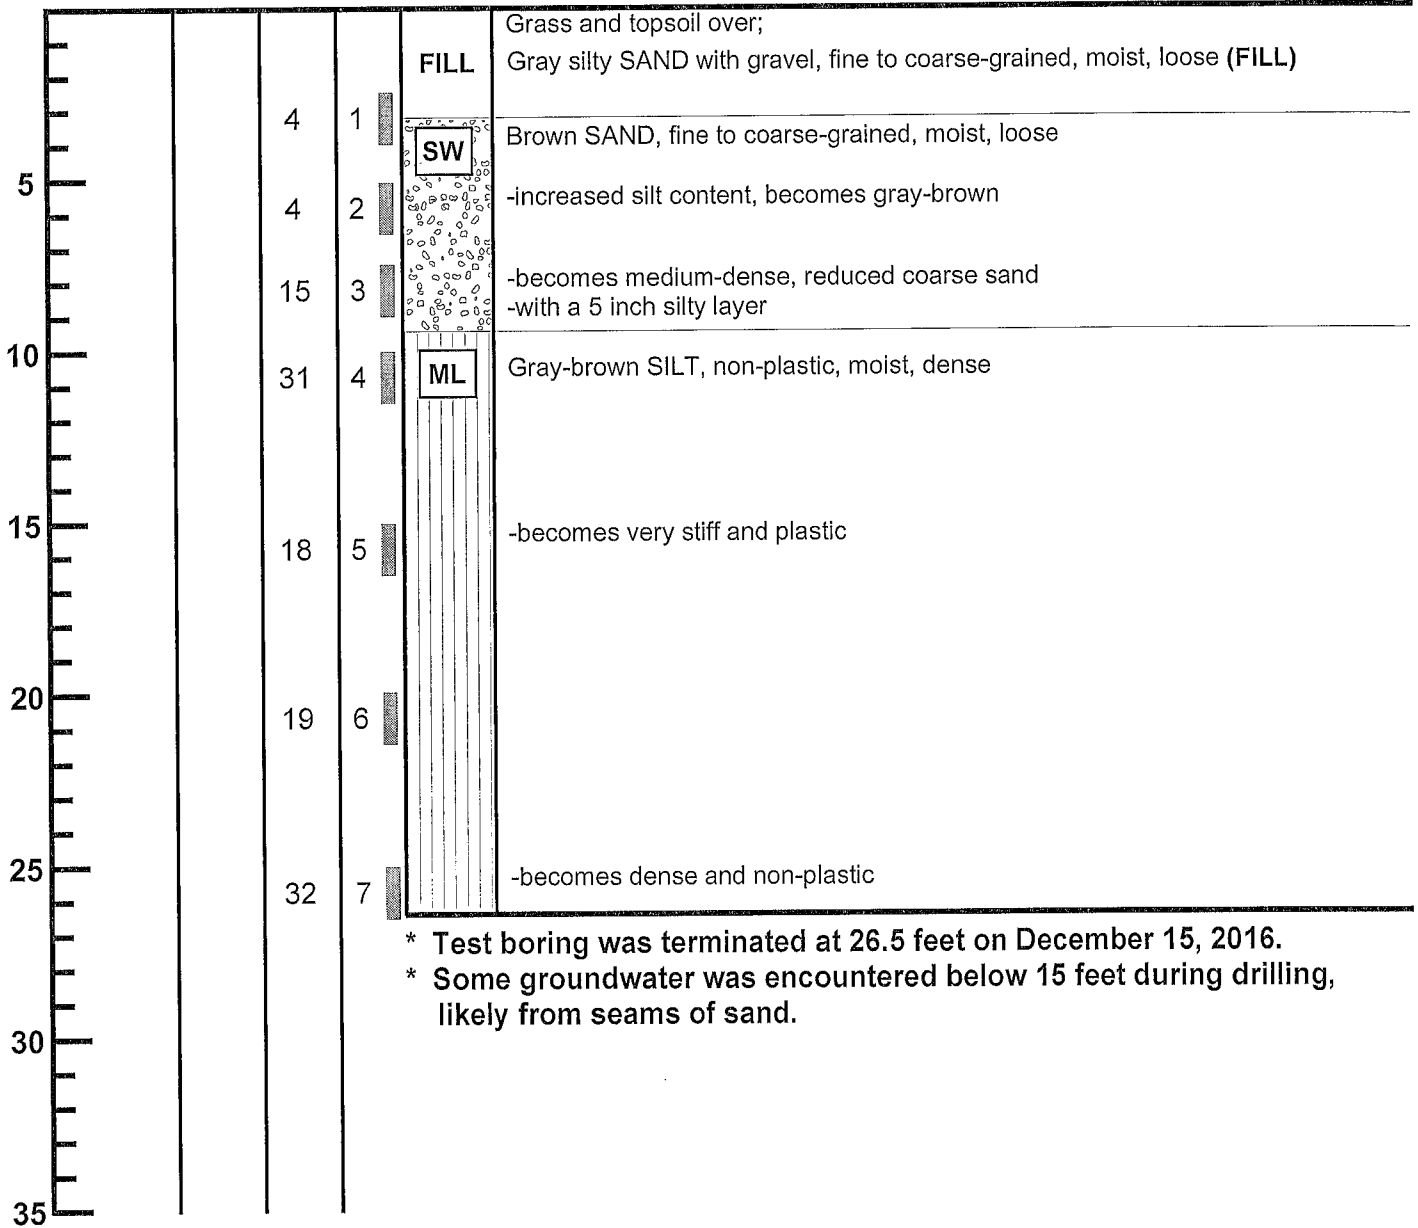 Grass and topsoil over;
FILL Gray silty SAND with gravel, fine to coarse-grained, moist, loose (FILL)
4 1
SW Brown SAND, fine to coarse-grained, moist, loose
5
4 2 -increased silt content, becomes gray-brown
15 3 -becomes medium-dense, reduced coarse sand
-with a 5 inch silty layer
10
31 4 ML Gray-brown SILT, non-plastic, moist, dense
15
18 5 -becomes very stiff and plastic
20
19 6
25
32 7 -becomes dense and non-plastic
* Test boring was terminated at 26.5 feet on December 15, 2016.
* Some groundwater was encountered below 15 feet during drilling,
likely from seams of sand.
30
35